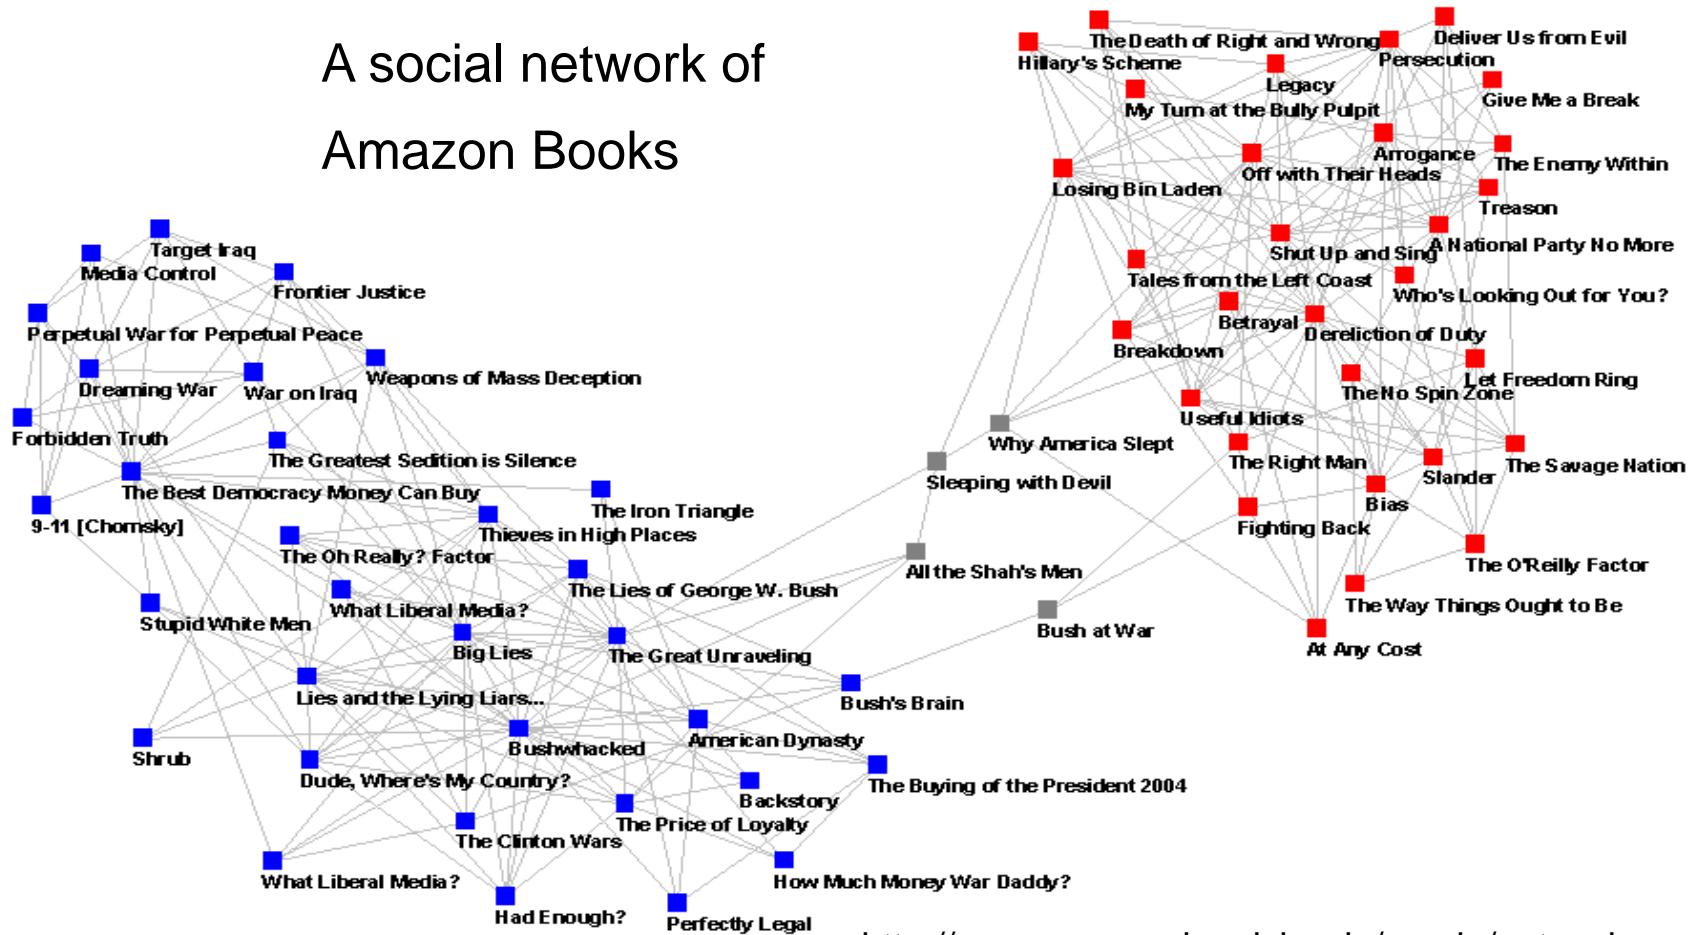 A social network of
Amazon Books
The Death of Right and Wrong
Deliver Us from Evil
Hillary's Scheme
Persecution
Legacy
Give Me a Break
My Turn at the Bully Pulpit
Arrogance
The Enemy Within
Off with Their Heads
Losing Bin Laden
Treason
A National Party No More
Shut Up and Sing
Tales from the Left Coast
Who's Looking Out for You?
Betrayal
Dereliction of Duty
Breakdown
Let Freedom Ring
The No Spin Zone
Useful Idiots
Why America Slept
The Right Man
The Savage Nation
Slander
Sleeping with Devil
Bias
Fighting Back
The O'Reilly Factor
All the Shah's Men
The Way Things Ought to Be
Bush at War
At Any Cost
Target Iraq
Media Control
Frontier Justice
Perpetual War for Perpetual Peace
Weapons of Mass Deception
Dreaming War
War on Iraq
Forbidden Truth
The Greatest Sedition is Silence
The Best Democracy Money Can Buy
The Iron Triangle
9-11 [Chomsky]
Thieves in High Places
The Oh Really? Factor
The Lies of George W. Bush
What Liberal Media?
Stupid White Men
Big Lies
The Great Unraveling
Lies and the Lying Liars...
Bush's Brain
American Dynasty
Bushwhacked
Shrub
Dude, Where's My Country?
The Buying of the President 2004
Backstory
The Price of Loyalty
The Clinton Wars
What Liberal Media?
How Much Money War Daddy?
Had Enough?
Perfectly Legal